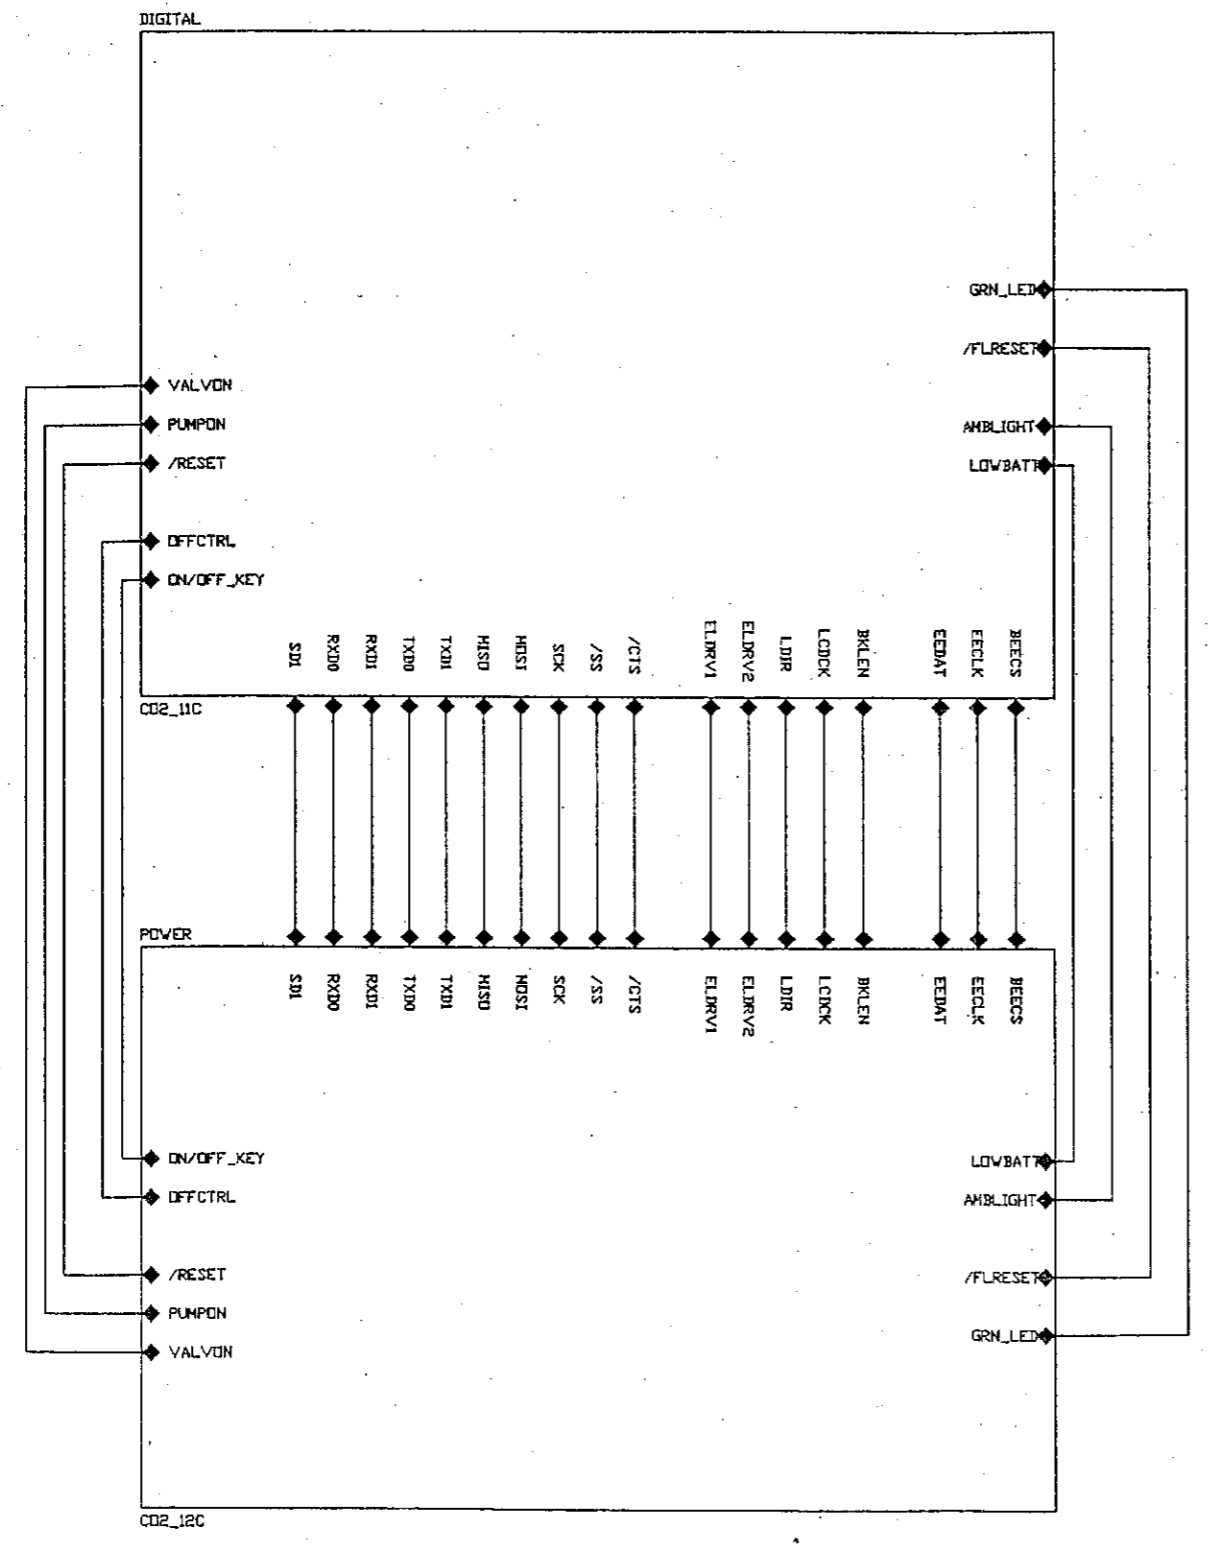 DIGITAL
GRN_LED
/FLRESET
VALVON
PUMPON
AMBLIGHT
/RESET
LOWBATT
OFFCTRL
ON/OFF_KEY
SDI
RXD0
RXD1
TXD0
TXD1
MISO
MOSI
SCK
/SS
/CTS
ELDRV1
ELDRV2
LDIR
LCDCK
BKLEN
EEDAT
EECLK
BEECS
CO2_11C
POWER
SDI
RXD0
RXD1
TXD0
TXD1
MISO
MOSI
SCK
/SS
/CTS
ELDRV1
ELDRV2
LDIR
LCDCK
BKLEN
EEDAT
EECLK
BEECS
ON/OFF_KEY
LOWBATT
OFFCTRL
AMBLIGHT
/RESET
/FLRESET
PUMPON
GRN_LED
VALVON
CO2_12C